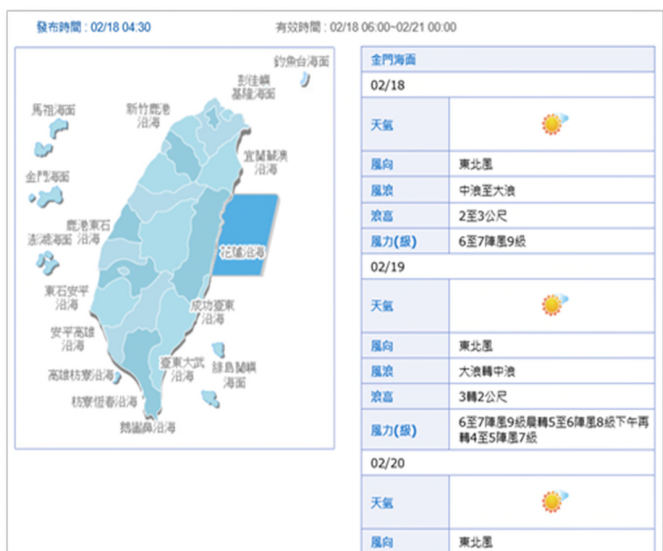 發布時間 : 02/18 04:30
有效時間 : 02/18 06:00~02/21 00:00
釣魚台海面
彭佳嶼
基隆海面
馬祖海面
新竹鹿港
沿海
宜蘭蘇澳
沿海
金門海面
鹿港東石
沿海
澎湖海面
花蓮沿海
東石安平
沿海
成功臺東
沿海
安平高雄
沿海
臺東大武
沿海
綠島蘭嶼
海面
高雄枋寮沿海
枋寮恆春沿海
鵝鑾鼻沿海
金門海面
02/18
天氣
風向 東北風
風浪 中浪至大浪
浪高 2至3公尺
風力(級) 6至7陣風9級
02/19
天氣
風向 東北風
風浪 大浪轉中浪
浪高 3轉2公尺
風力(級) 6至7陣風9級晨轉5至6陣風8級下午再
轉4至5陣風7級
02/20
天氣
風向 東北風